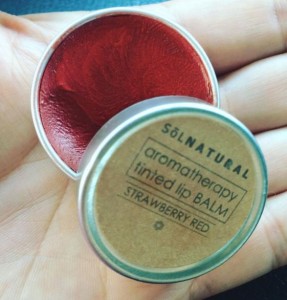 SōLNATURAL
aromatherapy
tinted lip BALM
STRAWBERRY RED